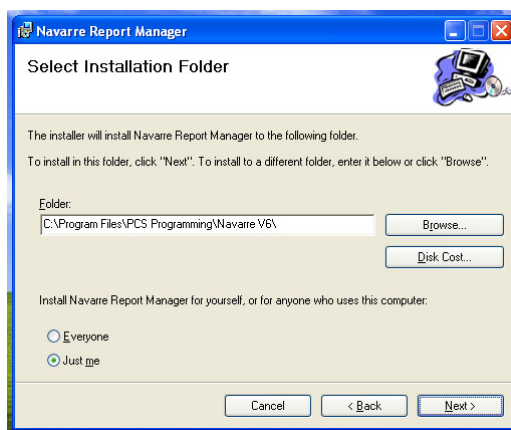 Navarre Report Manager
Select Installation Folder
The installer will install Navarre Report Manager to the following folder.
To install in this folder, click "Next". To install to a different folder, enter it below or click "Browse".
Folder:
C:\Program Files\PCS Programming\Navarre V6\
Browse...
Disk Cost...
Install Navarre Report Manager for yourself, or for anyone who uses this computer:
Everyone
Just me
Cancel
< Back
Next >